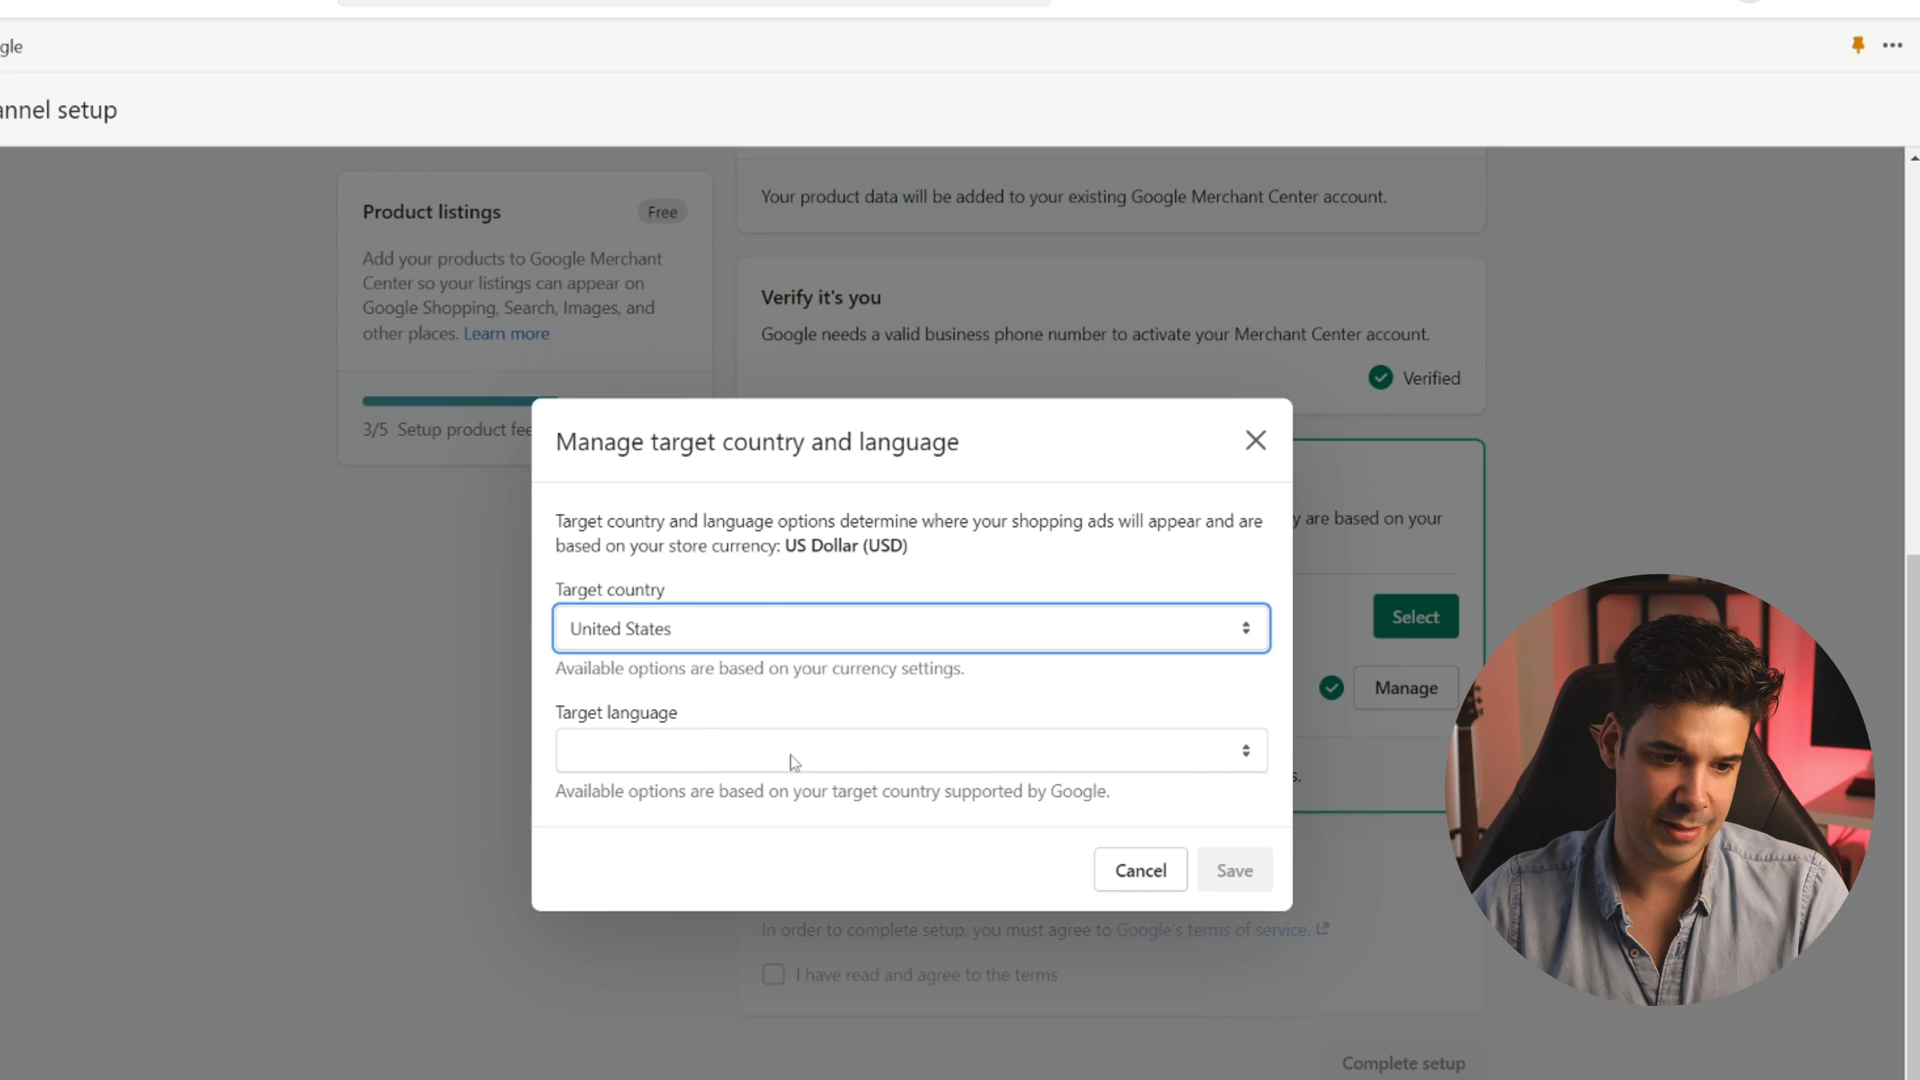 gle
annel setup
Product listings
Free
Add your products to Google Merchant
Center so your listings can appear on
Google Shopping, Search, Images, and
other places. Learn more
3/5 Setup product fee
Your product data will be added to your existing Google Merchant Center account.
Verify it's you
Google needs a valid business phone number to activate your Merchant Center account.
Verified
y are based on your
Select
Manage
s.
Manage target country and language
Target country and language options determine where your shopping ads will appear and are
based on your store currency: US Dollar (USD)
Target country
United States
Available options are based on your currency settings.
Target language
Available options are based on your target country supported by Google.
Cancel
Save
In order to complete setup, you must agree to Google's terms of service.
I have read and agree to the terms
Complete setup